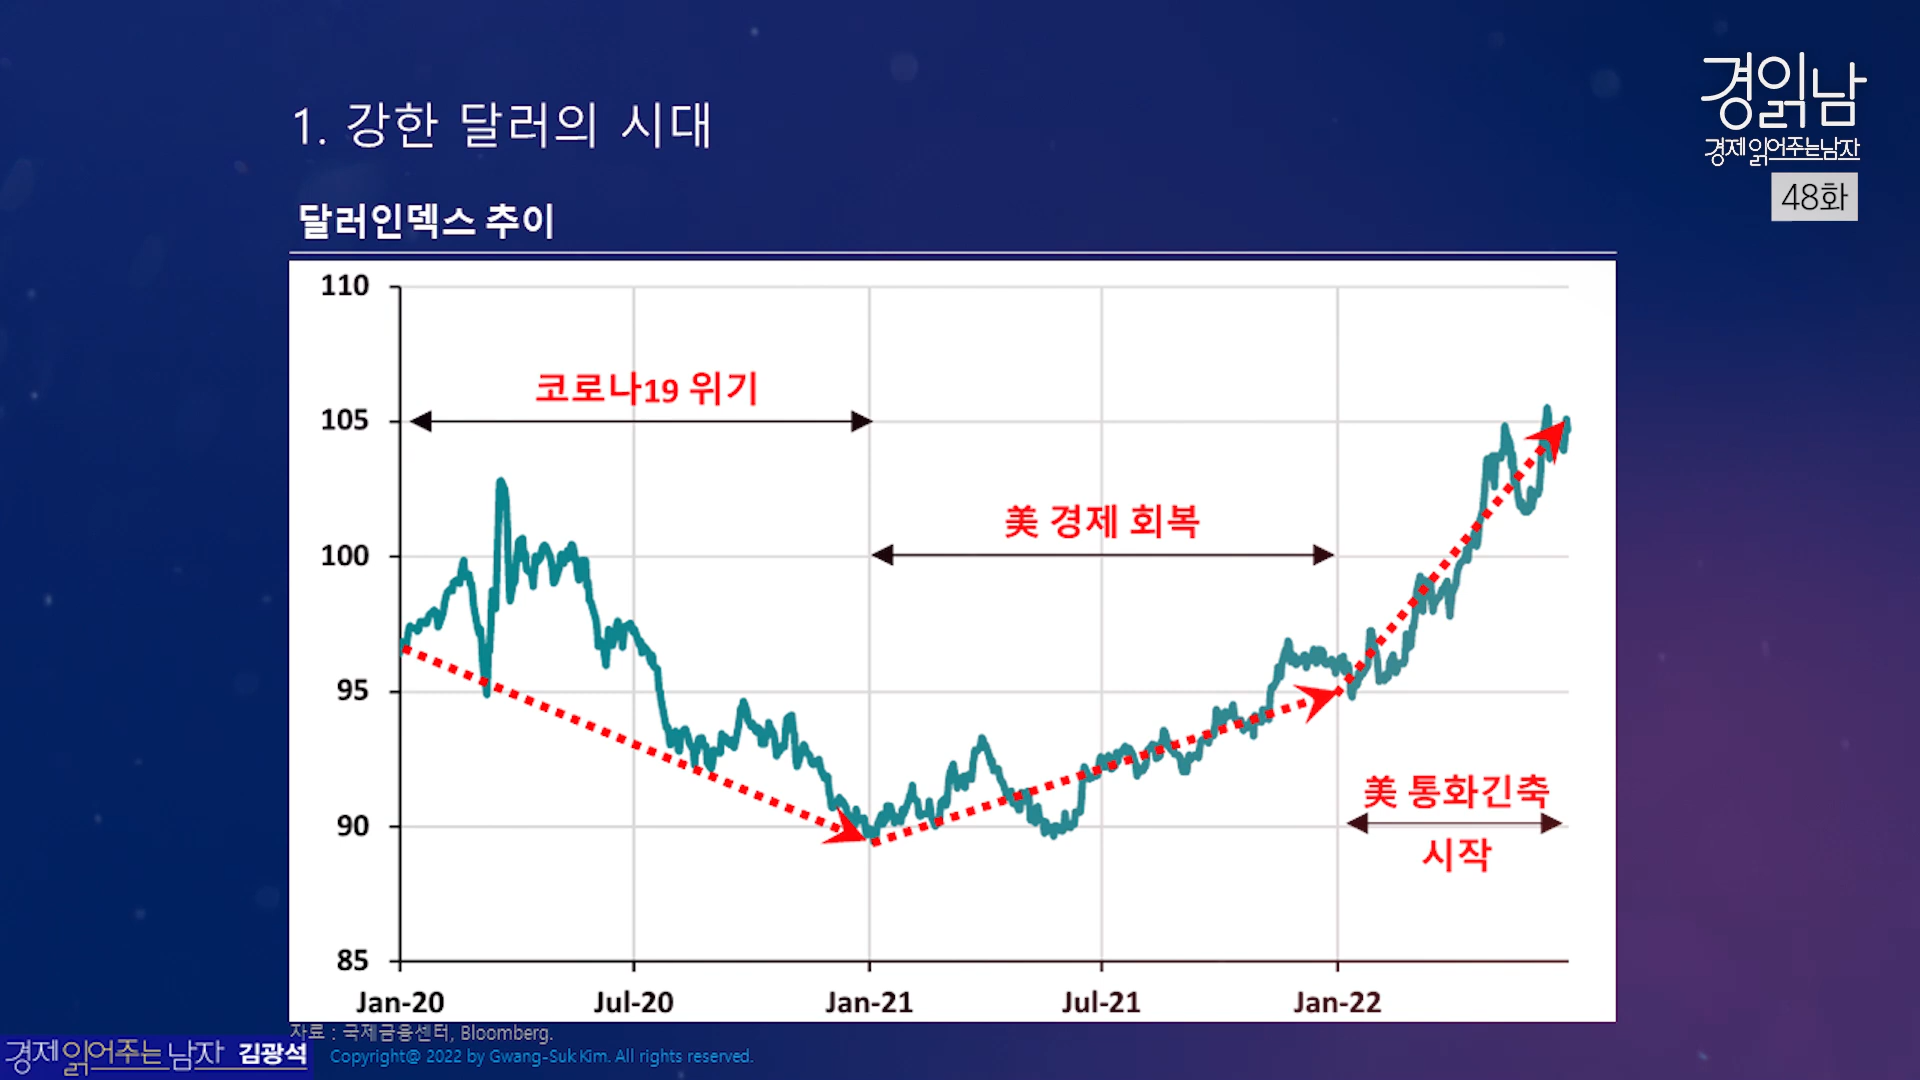 1. 강한 달러의 시대
경읽남
경제 읽어주는남자
48화
달러인덱스 추이
110
105
100
95
90
85
코로나19 위기
美 경제 회복
美 통화긴축
시작
Jan-20 Jul-20 Jan-21 Jul-21 Jan-22
자료 : 국제금융센터, Bloomberg.
경제 읽어주는 남자 김광석
Copyright@ 2022 by Gwang-Suk Kim. All rights reserved.